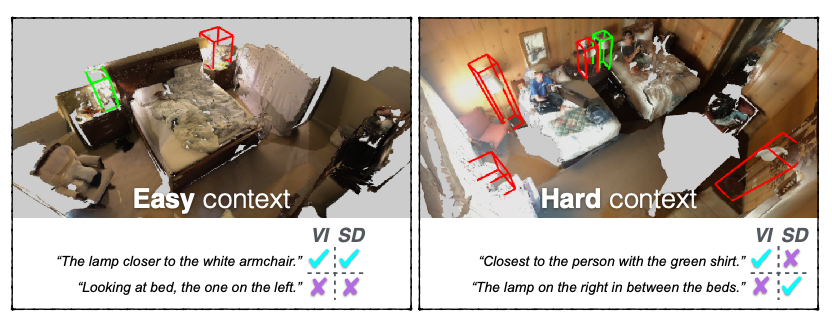 Easy context
VI SD
“The lamp closer to the white armchair.” ✓ ✓
“Looking at bed, the one on the left.” ✗ ✗
Hard context
VI SD
“Closest to the person with the green shirt.” ✓ ✗
“The lamp on the right in between the beds.” ✗ ✓